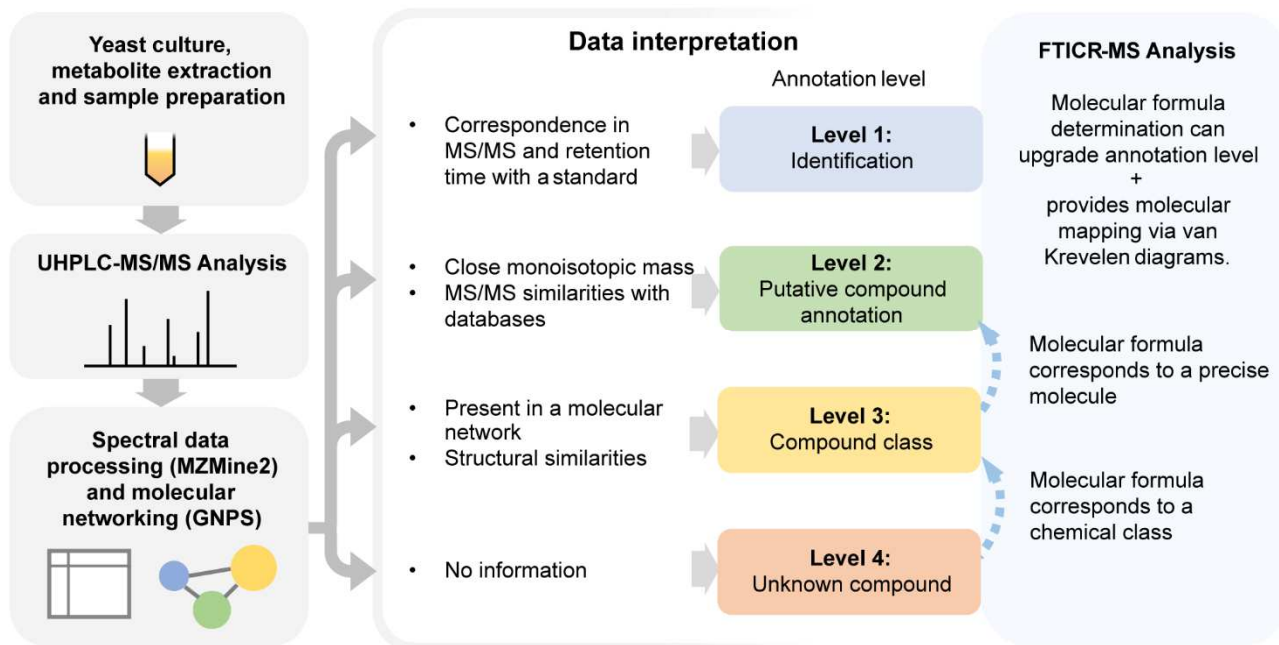 Yeast culture,
metabolite extraction
and sample preparation
UHPLC-MS/MS Analysis
Spectral data
processing (MZMine2)
and molecular
networking (GNPS)
Data interpretation
Annotation level
• Correspondence in
MS/MS and retention
time with a standard
Level 1:
Identification
• Close monoisotopic mass
• MS/MS similarities with
databases
Level 2:
Putative compound
annotation
• Present in a molecular
network
• Structural similarities
Level 3:
Compound class
• No information
Level 4:
Unknown compound
FTICR-MS Analysis
Molecular formula
determination can
upgrade annotation level
+
provides molecular
mapping via van
Krevelen diagrams.
Molecular formula
corresponds to a precise
molecule
Molecular formula
corresponds to a
chemical class